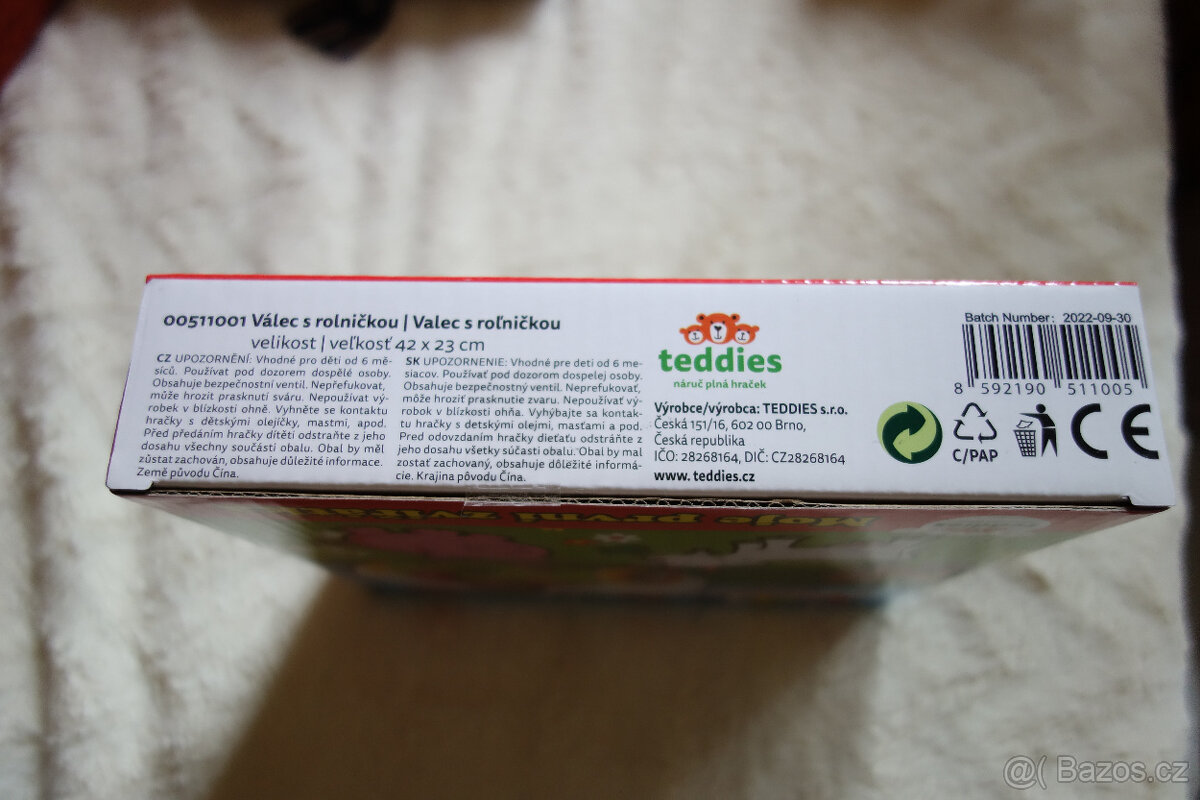 00511001 Válec s rolničkou | Valec s roľničkou
velikost | veľkosť 42 x 23 cm
CZ UPOZORNĚNÍ: Vhodné pro děti od 6 mě-
síců. Používat pod dozorem dospělé osoby.
Obsahuje bezpečnostní ventil. Nepřefukovat,
může hrozit prasknutí sváru. Nepoužívat vý-
robek v blízkosti ohně. Vyhněte se kontaktu
hračky s dětskými olejíčky, mastmi, apod.
Před předáním hračky dítěti odstraňte z jeho
dosahu všechny součásti obalu. Obal by měl
zůstat zachován, obsahuje důležité informace.
Země původu Čína.
SK UPOZORNENIE: Vhodné pre deti od 6 me-
siacov. Používať pod dozorom dospelej osoby.
Obsahuje bezpečnostný ventil. Neprefukovať,
môže hroziť prasknutie zvaru. Nepoužívať vý-
robok v blízkosti ohňa. Vyhýbajte sa kontak-
tu hračky s detskými olejmi, masťami a pod.
Pred odovzdaním hračky dieťaťu odstráňte z
jeho dosahu všetky súčasti obalu. Obal by mal
zostať zachovaný, obsahuje dôležité informá-
cie. Krajina pôvodu Čína.
teddies
náruč plná hraček
Výrobce/výrobca: TEDDIES s.r.o.
Česká 151/16, 602 00 Brno,
Česká republika
IČO: 28268164, DIČ: CZ28268164
www.teddies.cz
Batch Number: 2022-09-30
8 592190 511005
C/PAP
CE
Moje první zvířátka
@( Bazos.cz